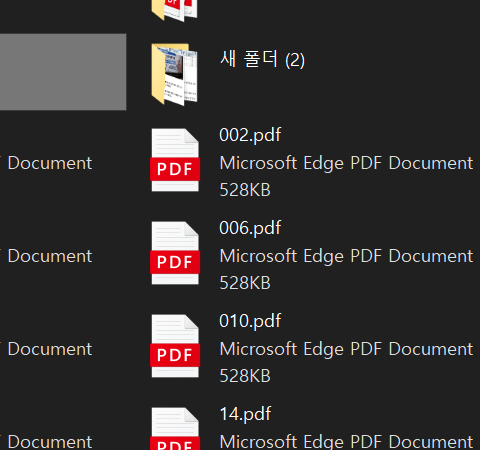 새 폴더 (2)
002.pdf
Document
PDF
Microsoft Edge PDF Document
528KB
006.pdf
Document
PDF
Microsoft Edge PDF Document
528KB
010.pdf
Document
PDF
Microsoft Edge PDF Document
528KB
14.pdf
Document
PDF
Microsoft Edge PDF Document